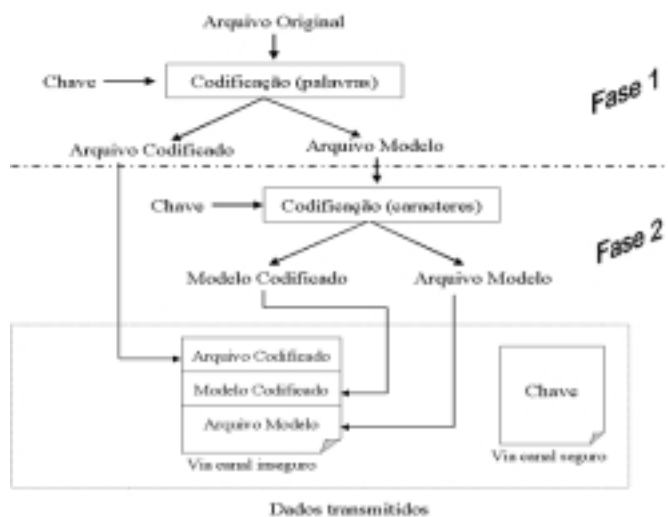 Arquivo Original
Chave
Codificação (palavras)
Fase 1
Arquivo Codificado
Arquivo Modelo
Chave
Codificação (caracteres)
Fase 2
Modelo Codificado
Arquivo Modelo
Arquivo Codificado
Modelo Codificado
Arquivo Modelo
Chave
Via canal inseguro
Via canal seguro
Dados transmitidos